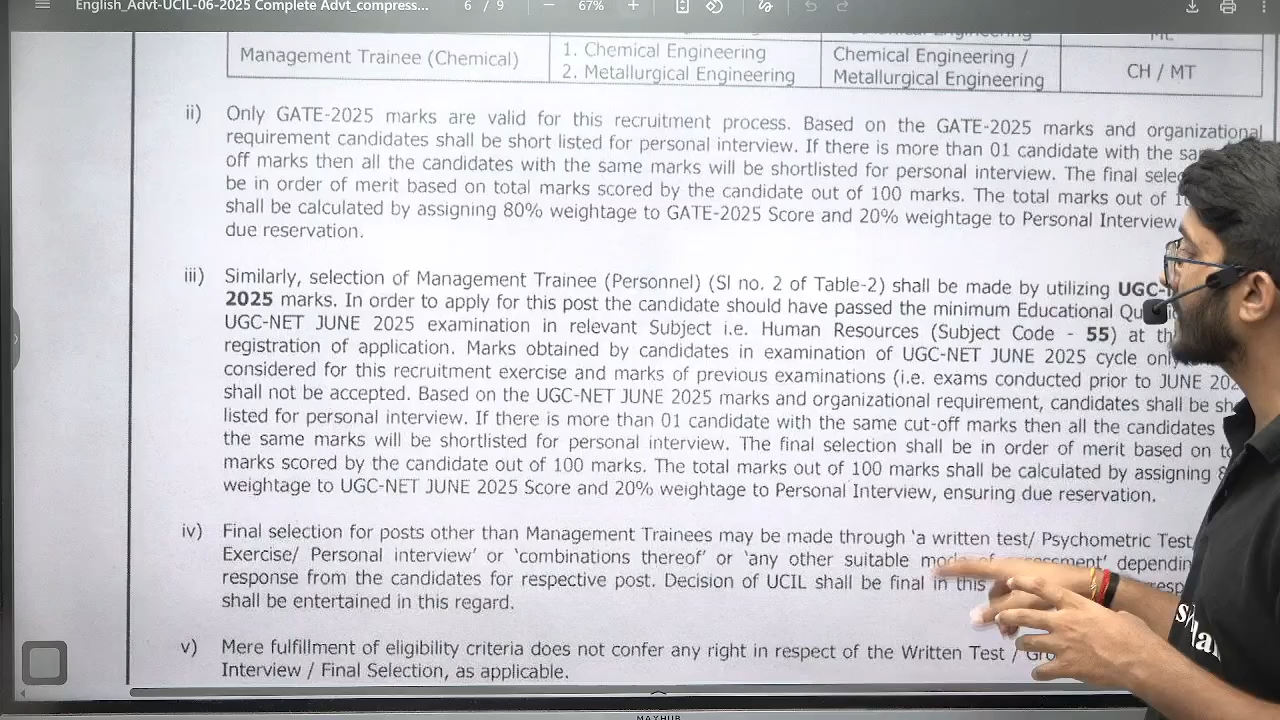 English_Advt-UCIL-06-2025 Complete Advt_compress...
6 / 9
67%
Management Trainee (Chemical)
1. Chemical Engineering
2. Metallurgical Engineering
Chemical Engineering /
Metallurgical Engineering
CH / MT
ii) Only GATE-2025 marks are valid for this recruitment process. Based on the GATE-2025 marks and organizational
requirement candidates shall be short listed for personal interview. If there is more than 01 candidate with the
off marks then all the candidates with the same marks will be shortlisted for personal interview. The final
be in order of merit based on total marks scored by the candidate out of 100 marks. The total marks out of
shall be calculated by assigning 80% weightage to GATE-2025 Score and 20% weightage to Personal Interview,
due reservation.
iii) Similarly, selection of Management Trainee (Personnel) (Sl no. 2 of Table-2) shall be made by utilizing UGC-
2025 marks. In order to apply for this post the candidate should have passed the minimum Educational
UGC-NET JUNE 2025 examination in relevant Subject i.e. Human Resources (Subject Code - 55) at
registration of application. Marks obtained by candidates in examination of UGC-NET JUNE 2025 cycle
considered for this recruitment exercise and marks of previous examinations (i.e. exams conducted prior to JUNE
shall not be accepted. Based on the UGC-NET JUNE 2025 marks and organizational requirement, candidates shall be
listed for personal interview. If there is more than 01 candidate with the same cut-off marks then all the candidates
the same marks will be shortlisted for personal interview. The final selection shall be in order of merit based on
marks scored by the candidate out of 100 marks. The total marks out of 100 marks shall be calculated by assigning
weightage to UGC-NET JUNE 2025 Score and 20% weightage to Personal Interview, ensuring due reservation.
iv) Final selection for posts other than Management Trainees may be made through 'a written test/ Psychometric Test
Exercise/ Personal interview' or 'combinations thereof' or 'any other suitable mode of assessment'
response from the candidates for respective post. Decision of UCIL shall be final in this
shall be entertained in this regard.
v) Mere fulfillment of eligibility criteria does not confer any right in respect of the Written Test /
Interview / Final Selection, as applicable.
MAXHUB